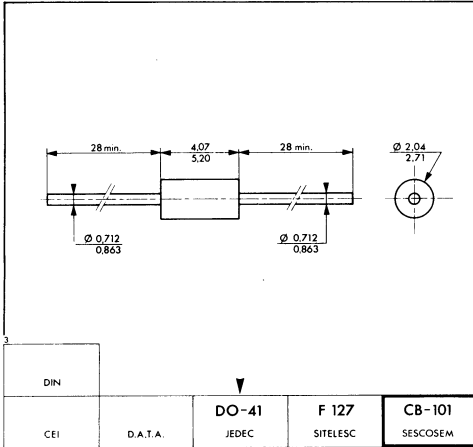 28 min.
4,07
5,20
28 min.
Ø 2,04
2,71
Ø 0,712
0,863
Ø 0,712
0,863
3
DIN
DO-41
F 127
CB-101
CEI
D.A.T.A.
JEDEC
SITELESC
SESCOSEM